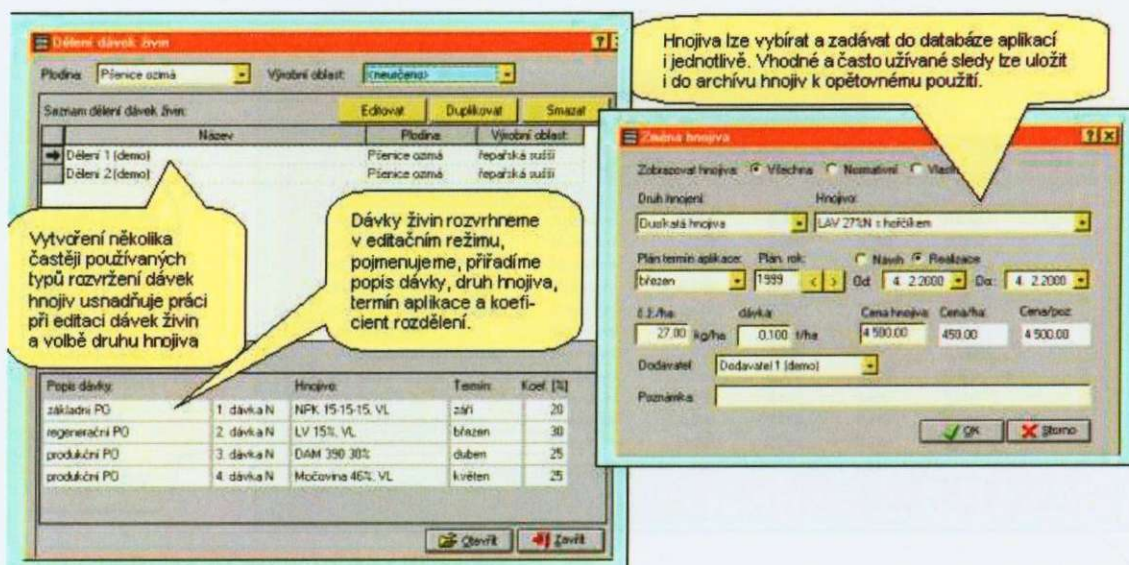 Dělení dávek živin
Plodina: Pšenice ozimá Výrobní oblast: <neurčeno>
Seznam dělení dávek živin: Editovat Duplikovat Smazat
Název Plodina Výrobní oblast
Dělení 1 (demo) Pšenice ozimá řepařská sušší
Dělení 2 (demo) Pšenice ozimá řepařská sušší
Vytvoření několika
častěji používaných
typů rozvržení dávek
hnojiv usnadňuje práci
při editaci dávek živin
a volbě druhu hnojiva
Dávky živin rozvrhneme
v editačním režimu,
pojmenujeme, přiřadíme
popis dávky, druh hnojiva,
termín aplikace a koefi-
cient rozdělení.
Popis dávky: Hnojivo: Termín: Koef. [%]
základní PO 1. dávka N NPK 15-15-15, VL září 20
regenerační PO 2. dávka N LV 15%, VL březen 30
produkční PO 3. dávka N DAM 390 30% duben 25
produkční PO 4. dávka N Močovina 46%, VL květen 25
Otevřít Zavřít
Hnojiva lze vybírat a zadávat do databáze aplikací
i jednotlivě. Vhodné a často užívané sledy lze uložit
i do archívu hnojiv k opětovnému použití.
Změna hnojiva
Zobrazovat hnojiva: Všechna Normativní
Druh hnojení: Hnojivo:
Dusíkatá hnojiva LAV 27%N s hořčíkem
Plán termín aplikace: Plán. rok: Návrh Realizace
březen 1999 < > Od: 4. 2.2000 Do: 4. 2.2000
č.ž./ha: dávka: Cena hnojiva: Cena/ha: Cena/poz:
27.00 kg/ha 0.100 t/ha 4 500.00 450.00 4 500.00
Dodavatel: Dodavatel 1 (demo)
Poznámka:
OK Storno